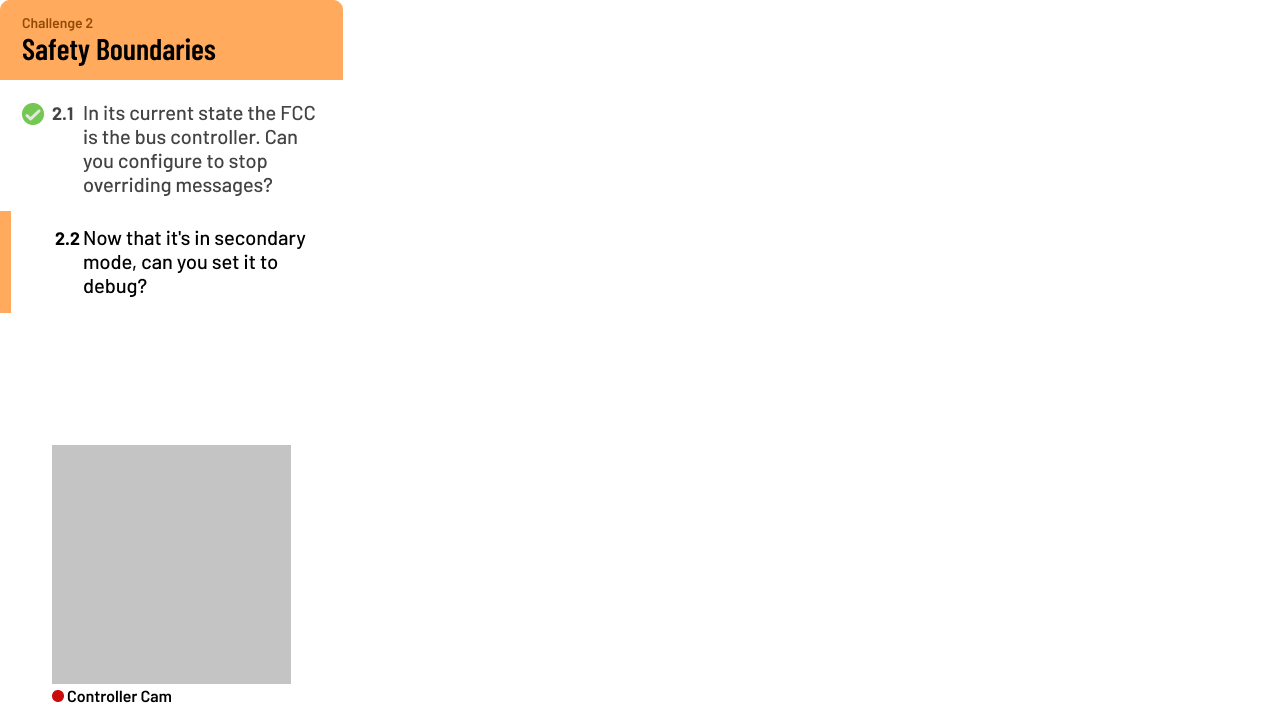 Challenge 2
Safety Boundaries
2.1 In its current state the FCC
is the bus controller. Can
you configure to stop
overriding messages?
2.2 Now that it's in secondary
mode, can you set it to
debug?
Controller Cam